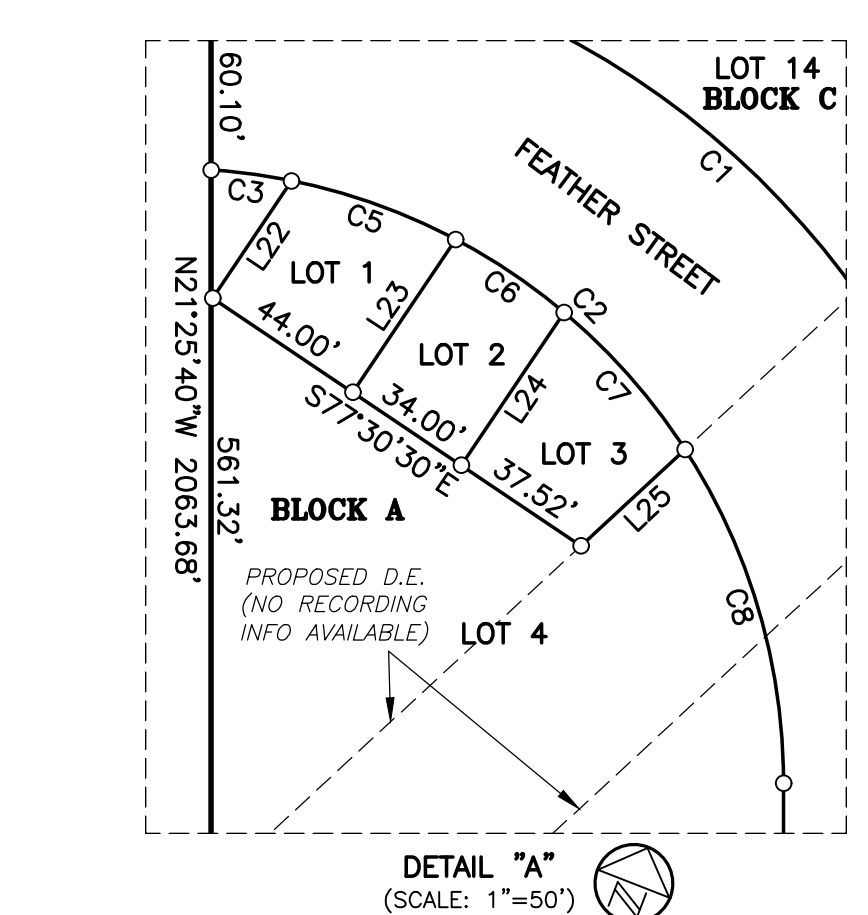 LOT 14
BLOCK C
60.10'
C1
FEATHER STREET
C3
C5
L22
LOT 1
C6
C2
L23
44.00'
N21°25'40"W 2063.68'
LOT 2
C7
L24
34.00'
S77°30'30"E
LOT 3
561.32'
37.52'
L25
BLOCK A
PROPOSED D.E.
(NO RECORDING
INFO AVAILABLE)
LOT 4
C8
DETAIL "A"
(SCALE: 1"=50')
N